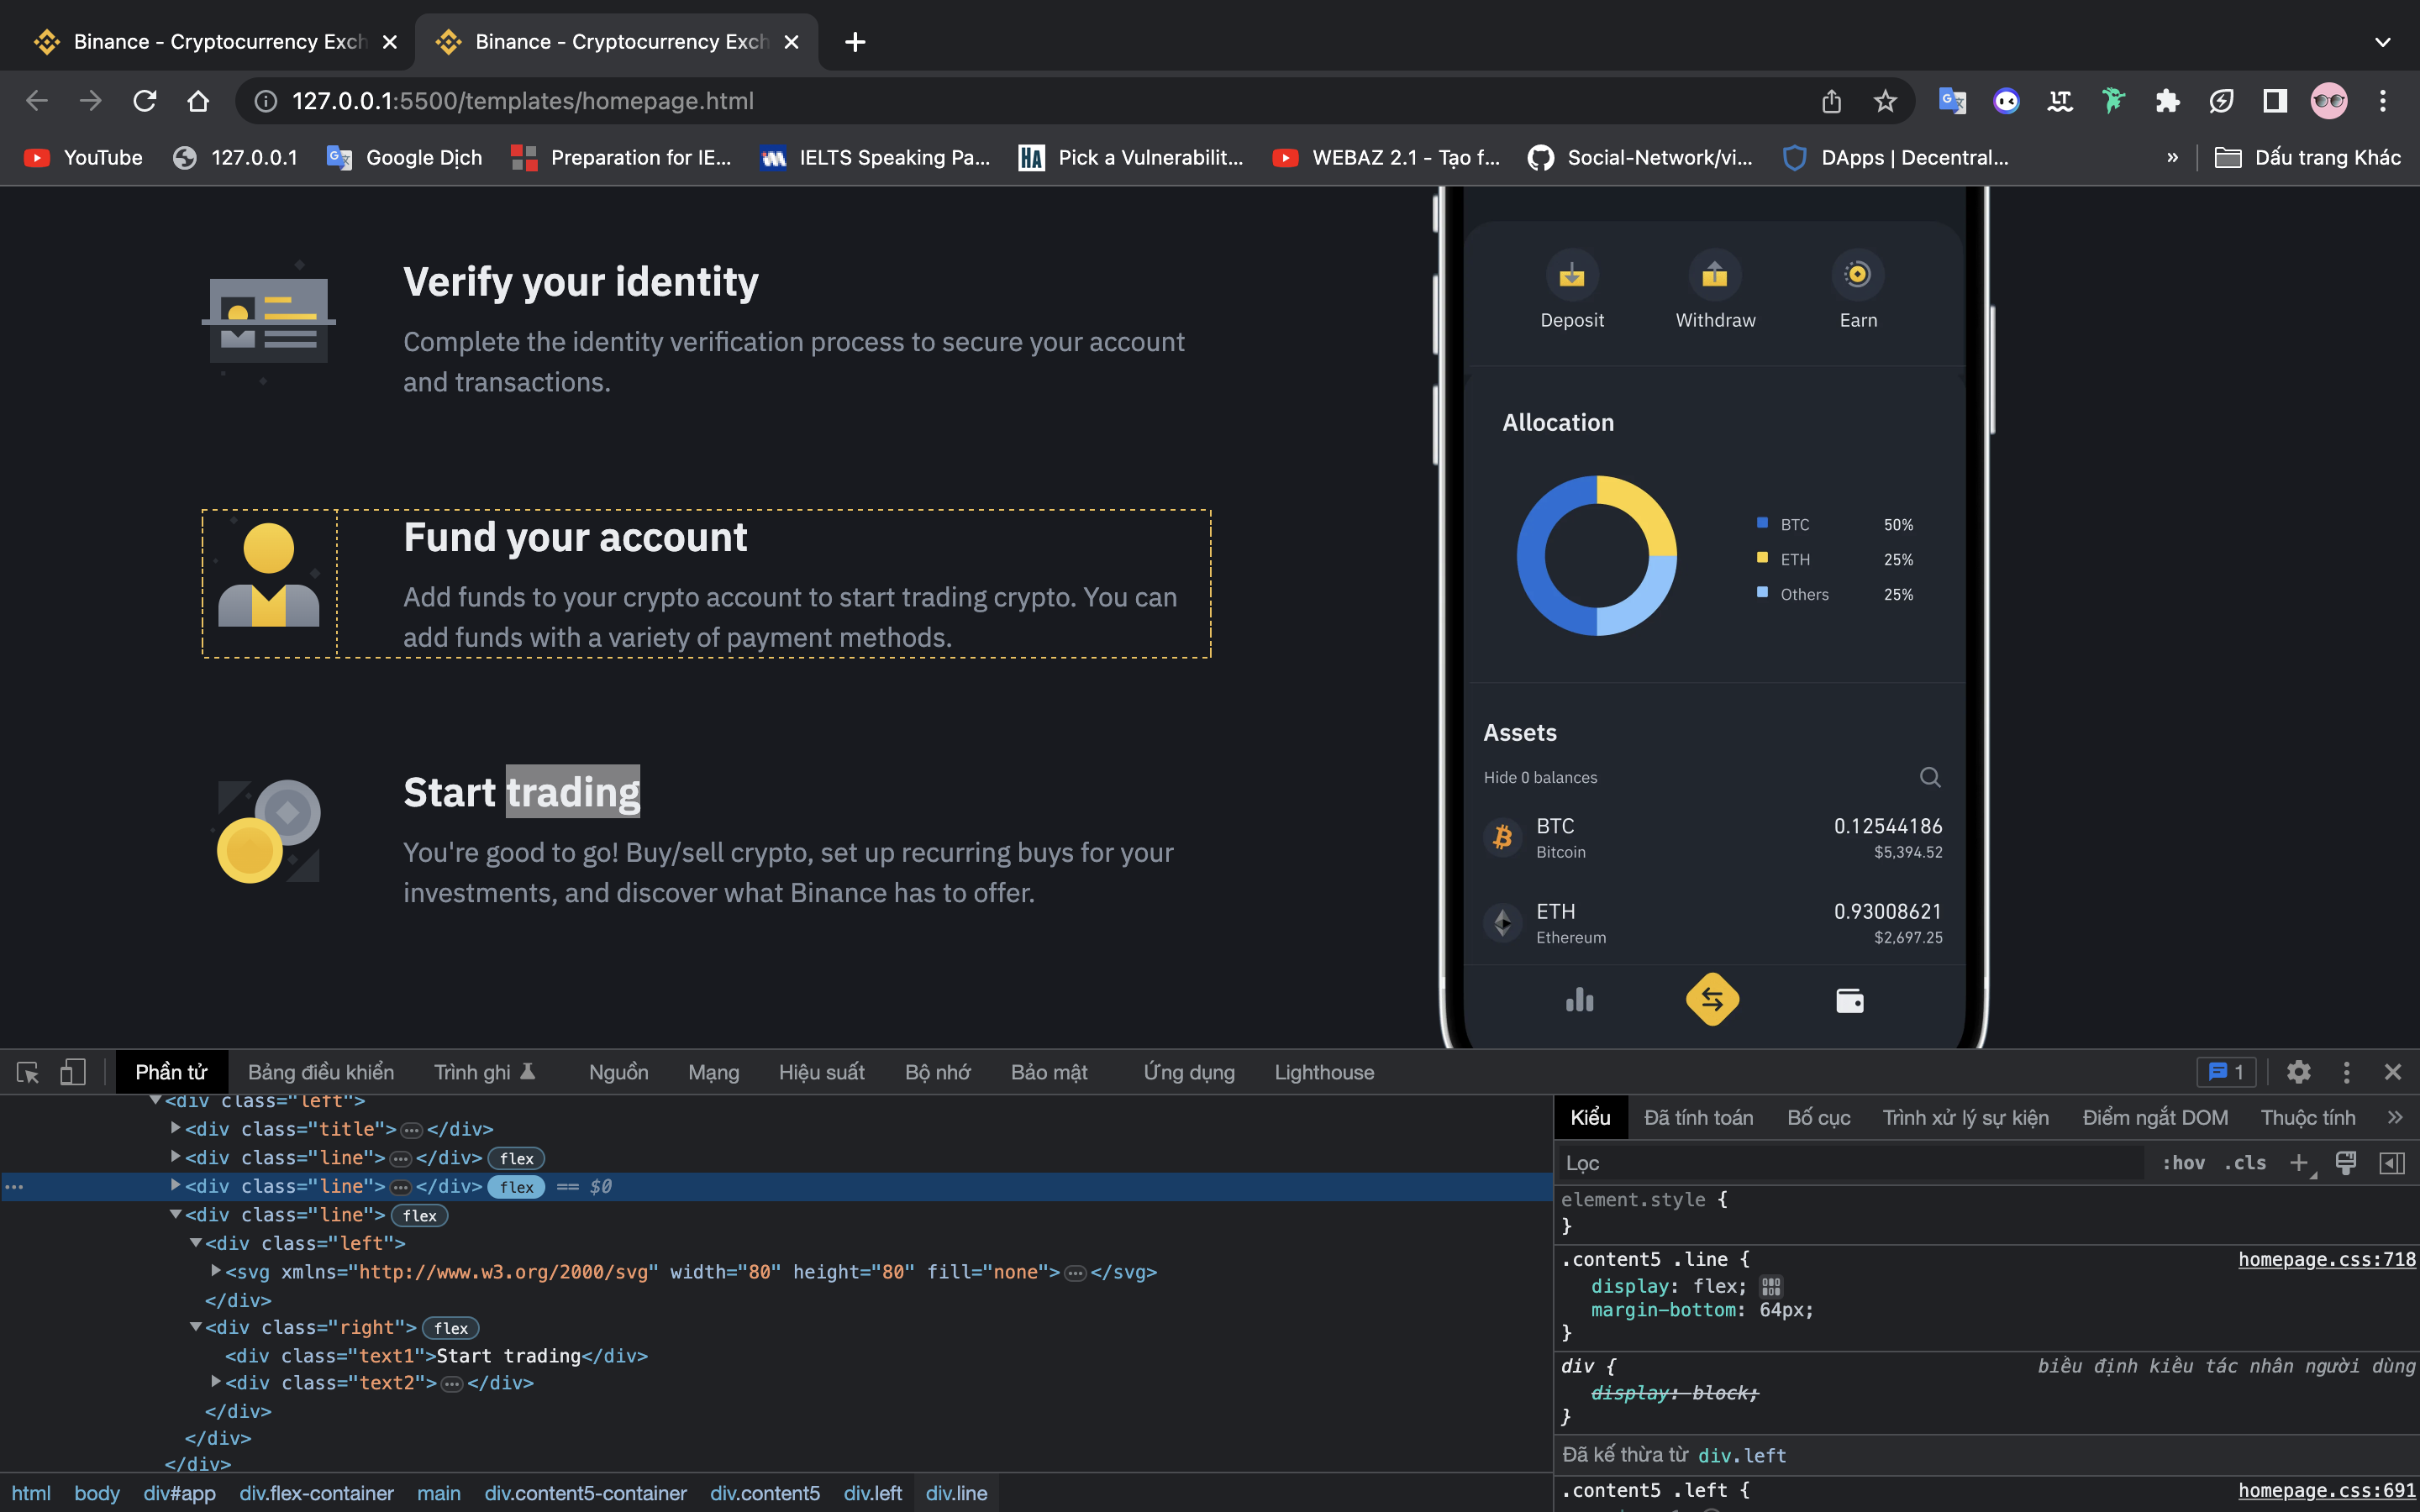 Binance - Cryptocurrency Exch
Binance - Cryptocurrency Exch
127.0.0.1:5500/templates/homepage.html
YouTube
127.0.0.1
Google Dịch
Preparation for IE...
IELTS Speaking Pa...
Pick a Vulnerabilit...
WEBAZ 2.1 - Tạo f...
Social-Network/vi...
DApps | Decentral...
»
Dấu trang Khác
Verify your identity
Complete the identity verification process to secure your account
and transactions.
Fund your account
Add funds to your crypto account to start trading crypto. You can
add funds with a variety of payment methods.
Start trading
You're good to go! Buy/sell crypto, set up recurring buys for your
investments, and discover what Binance has to offer.
Deposit
Withdraw
Earn
Allocation
BTC 50%
ETH 25%
Others 25%
Assets
Hide 0 balances
BTC 0.12544186
Bitcoin $5,394.52
ETH 0.93008621
Ethereum $2,697.25
Phần tử
Bảng điều khiển
Trình ghi
Nguồn
Mạng
Hiệu suất
Bộ nhớ
Bảo mật
Ứng dụng
Lighthouse
1
<div class="left">
<div class="title">…</div>
<div class="line">…</div> flex
<div class="line">…</div> flex == $0
<div class="line"> flex
<div class="left">
<svg xmlns="http://www.w3.org/2000/svg" width="80" height="80" fill="none">…</svg>
</div>
<div class="right"> flex
<div class="text1">Start trading</div>
<div class="text2">…</div>
</div>
</div>
</div>
html body div#app div.flex-container main div.content5-container div.content5 div.left div.line
Kiểu
Đã tính toán
Bố cục
Trình xử lý sự kiện
Điểm ngắt DOM
Thuộc tính
»
Lọc
:hov .cls
element.style {
}
.content5 .line { homepage.css:718
display: flex;
margin-bottom: 64px;
}
div { biểu định kiểu tác nhân người dùng
display: block;
}
Đã kế thừa từ div.left
.content5 .left { homepage.css:691